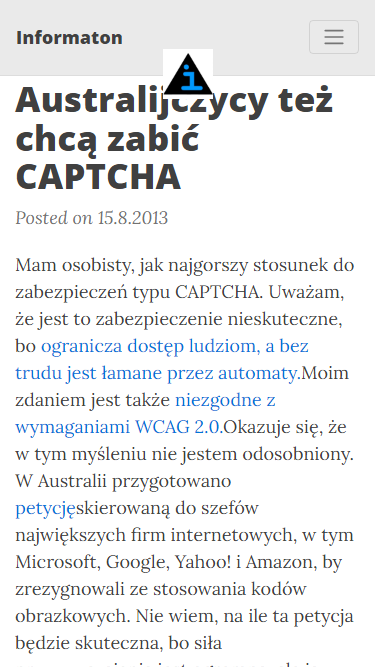 Informaton
Australijczycy też
chcą zabić
CAPTCHA
Posted on 15.8.2013
Mam osobisty, jak najgorszy stosunek do
zabezpieczeń typu CAPTCHA. Uważam,
że jest to zabezpieczenie nieskuteczne,
bo ogranicza dostęp ludziom, a bez
trudu jest łamane przez automaty.Moim
zdaniem jest także niezgodne z
wymaganiami WCAG 2.0.Okazuje się, że
w tym myśleniu nie jestem odosobniony.
W Australii przygotowano
petycjęskierowaną do szefów
największych firm internetowych, w tym
Microsoft, Google, Yahoo! i Amazon, by
zrezygnowali ze stosowania kodów
obrazkowych. Nie wiem, na ile ta petycja
będzie skuteczna, bo siła